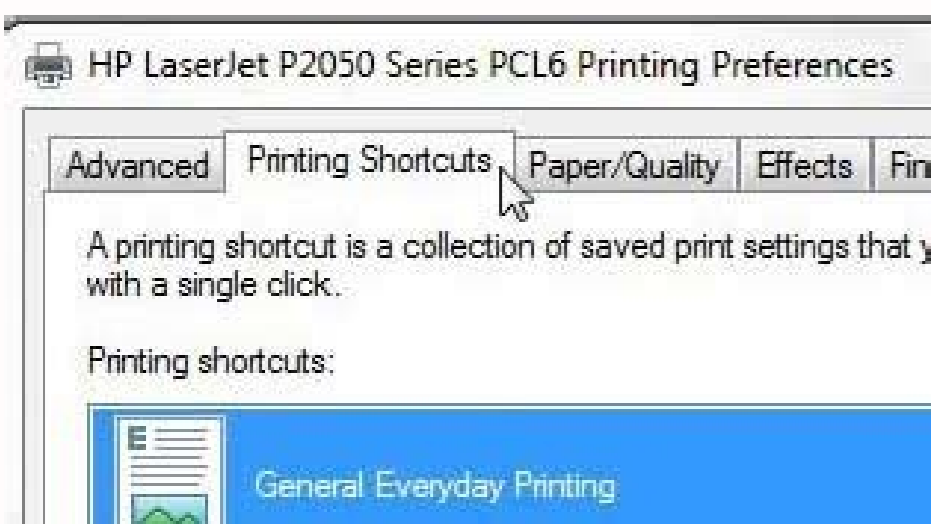 HP LaserJet P2050 Series PCL6 Printing Preferences
Advanced Printing Shortcuts Paper/Quality Effects
A printing shortcut is a collection of saved print settings that
with a single click..
Printing shortcuts:
E
General Everyday Printing